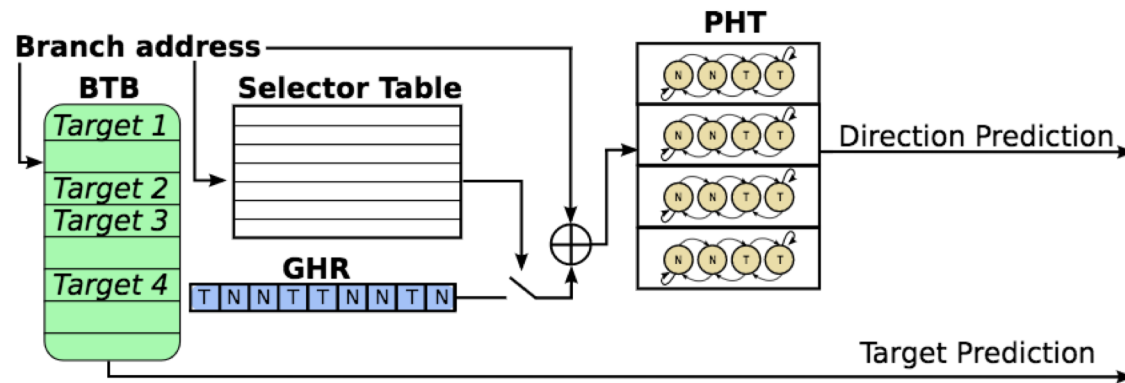 PHT
Branch address
BTB
Selector Table
Target 1
Target 2
Target 3
Target 4
GHR
T N N T T N N T N
N N T T
N N T T
N N T T
N N T T
Direction Prediction
Target Prediction